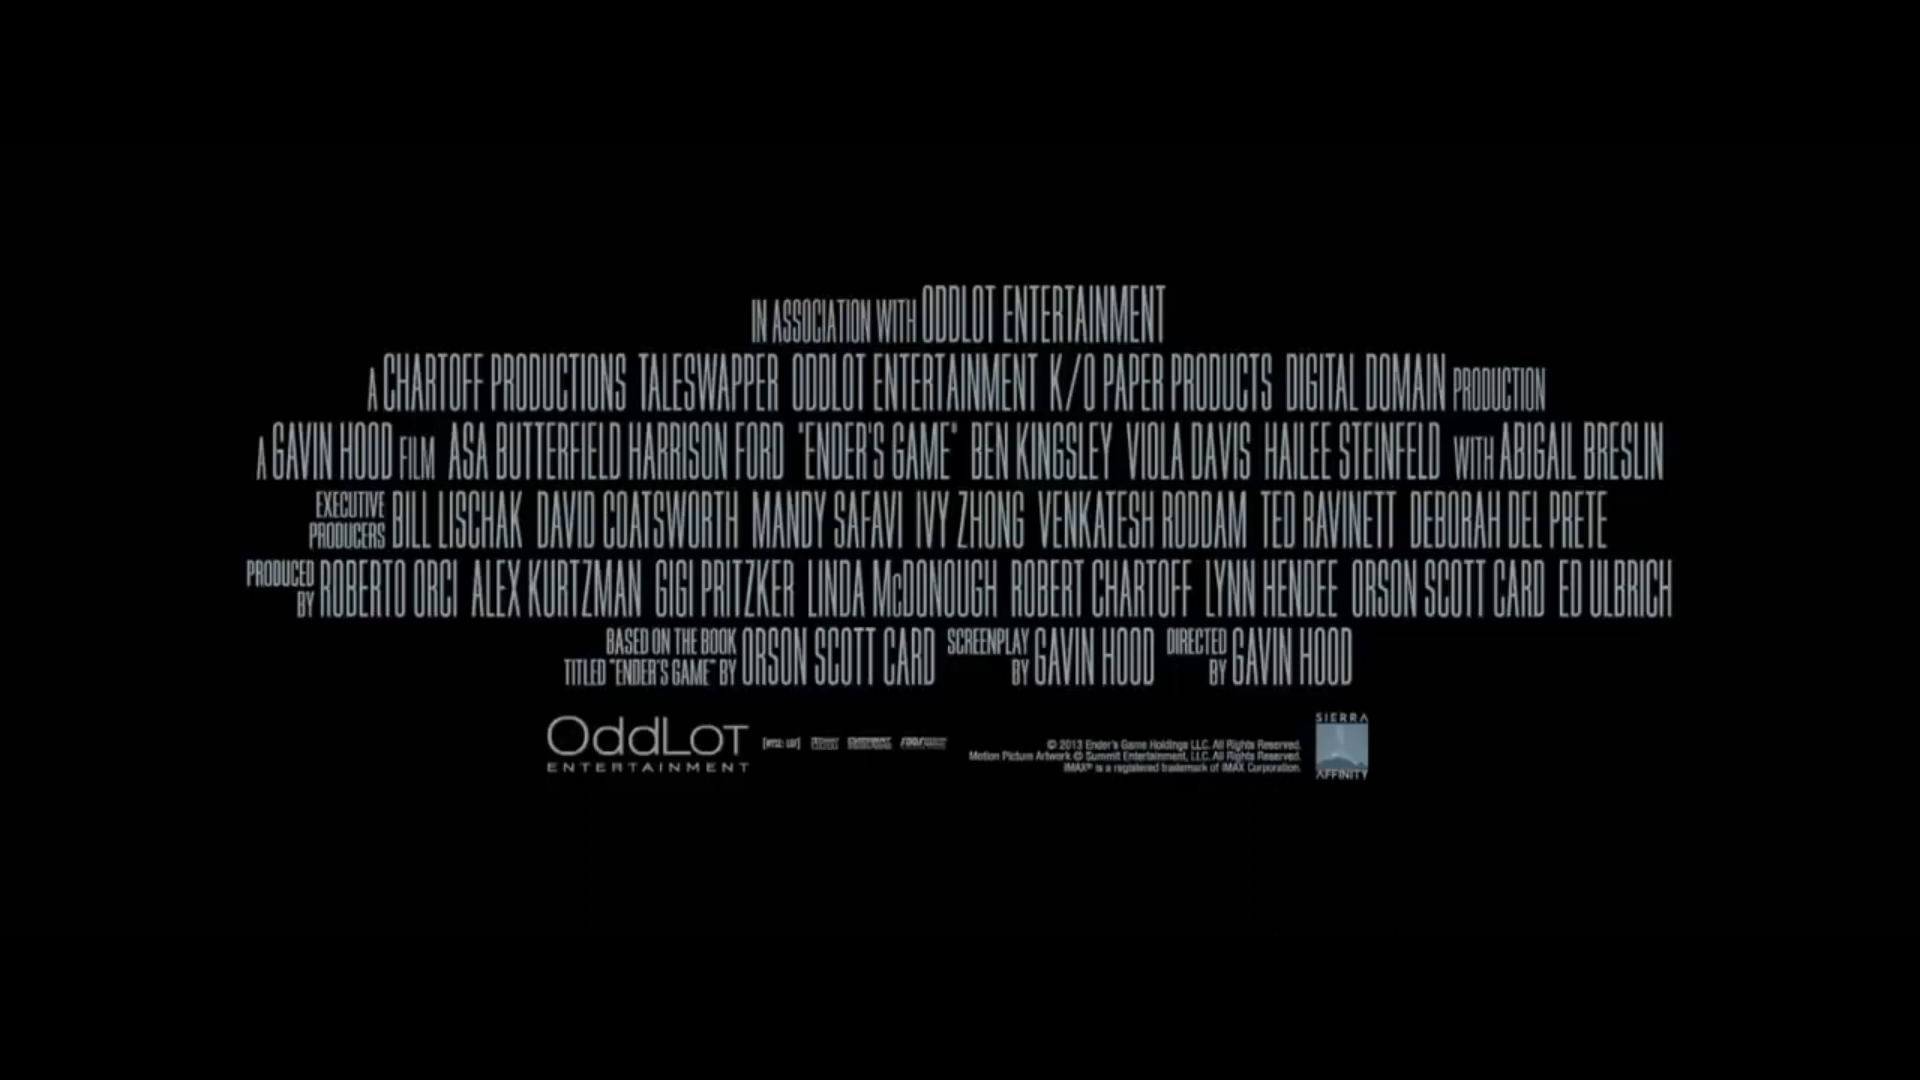 IN ASSOCIATION WITH ODDLOT ENTERTAINMENT
A CHARTOFF PRODUCTIONS TALESWAPPER ODDLOT ENTERTAINMENT K/O PAPER PRODUCTS DIGITAL DOMAIN PRODUCTION
A GAVIN HOOD FILM ASA BUTTERFIELD HARRISON FORD "ENDER'S GAME" BEN KINGSLEY VIOLA DAVIS HAILEE STEINFELD WITH ABIGAIL BRESLIN
EXECUTIVE PRODUCERS BILL LISCHAK DAVID COATSWORTH MANDY SAFAVI IVY ZHONG VENKATESH RODDAM TED RAVINETT DEBORAH DEL PRETE
PRODUCED BY ROBERTO ORCI ALEX KURTZMAN GIGI PRITZKER LINDA McDONOUGH ROBERT CHARTOFF LYNN HENDEE ORSON SCOTT CARD ED ULBRICH
BASED ON THE BOOK TITLED "ENDER'S GAME" BY ORSON SCOTT CARD SCREENPLAY BY GAVIN HOOD DIRECTED BY GAVIN HOOD
OddLot
ENTERTAINMENT
© 2013 Ender's Game Holdings LLC. All Rights Reserved.
Motion Picture Artwork © Summit Entertainment, LLC. All Rights Reserved.
IMAX® is a registered trademark of IMAX Corporation.
SIERRA
AFFINITY